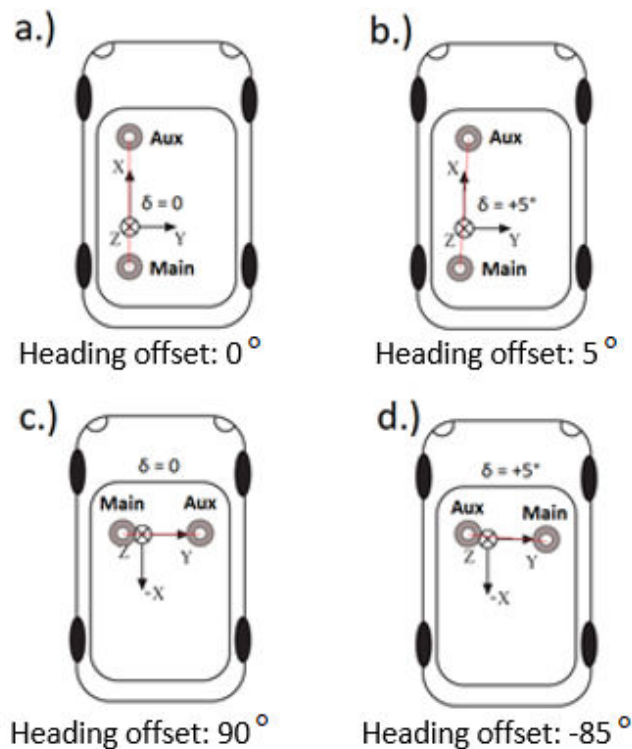 a.)
Aux
X
δ = 0
Z
Y
Main
Heading offset: 0 °
b.)
Aux
X
δ = +5°
Z
Y
Main
Heading offset: 5 °
c.)
δ = 0
Main Aux
Z Y
-X
Heading offset: 90 °
d.)
δ = +5°
Aux Main
Z Y
-X
Heading offset: -85 °